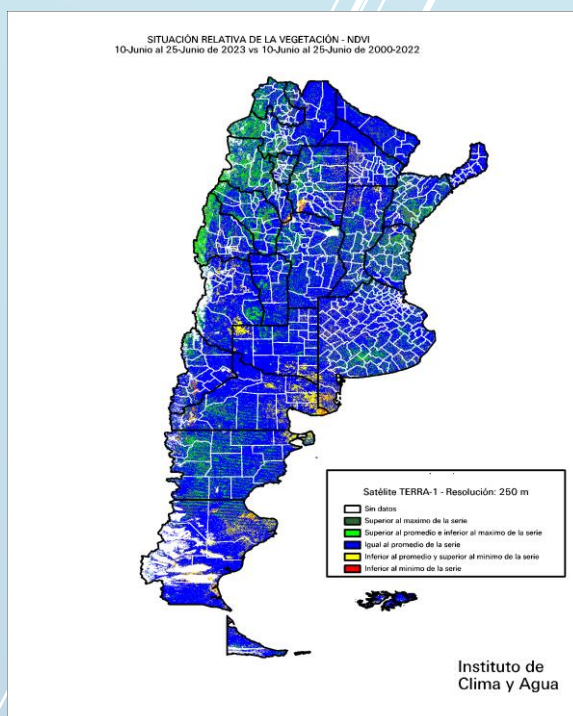 SITUACIÓN RELATIVA DE LA VEGETACIÓN - NDVI
10-Junio al 25-Junio de 2023 vs 10-Junio al 25-Junio de 2000-2022
Satélite TERRA-1 - Resolución: 250 m
Sin datos
Superior al maximo de la serie
Superior al promedio e inferior al maximo de la serie
Igual al promedio de la serie
Inferior al promedio y superior al minimo de la serie
Inferior al minimo de la serie
Instituto de
Clima y Agua